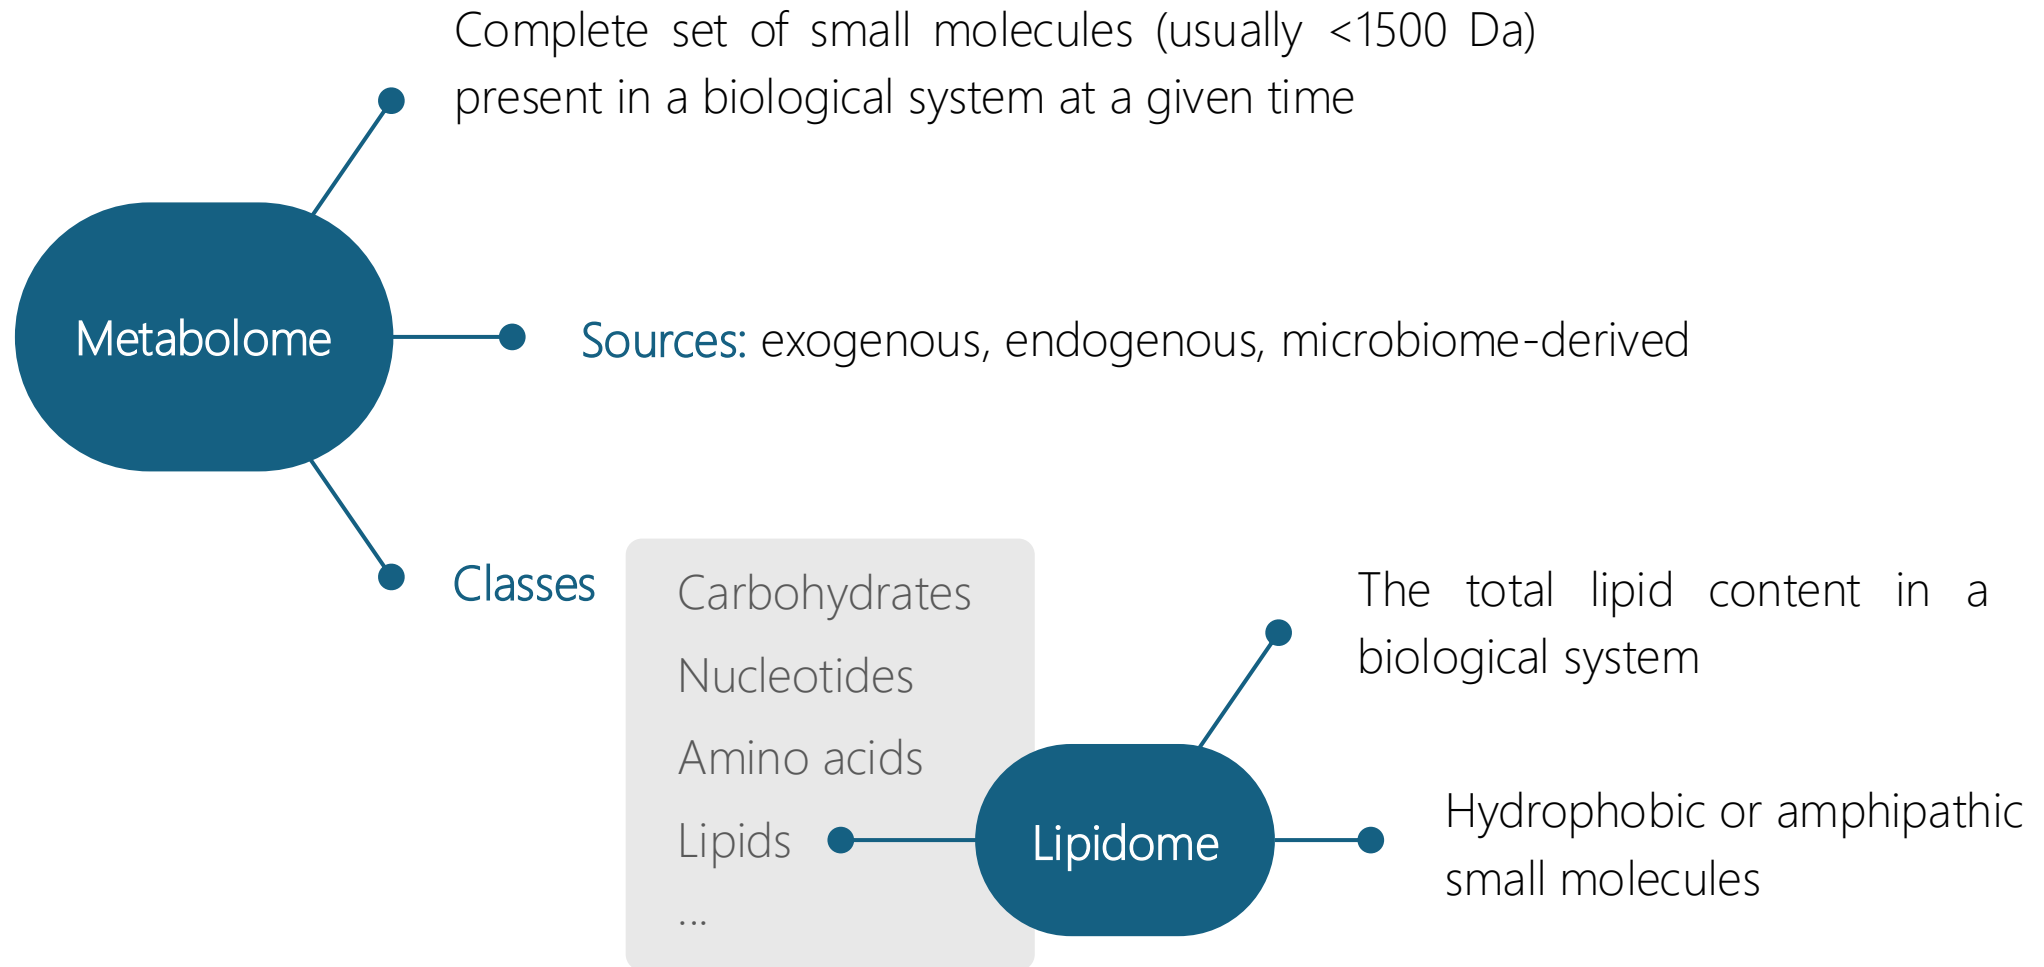 Complete set of small molecules (usually <1500 Da)
present in a biological system at a given time
Metabolome
Sources: exogenous, endogenous, microbiome-derived
Classes
Carbohydrates
Nucleotides
Amino acids
Lipids
...
Lipidome
The total lipid content in a
biological system
Hydrophobic or amphipathic
small molecules